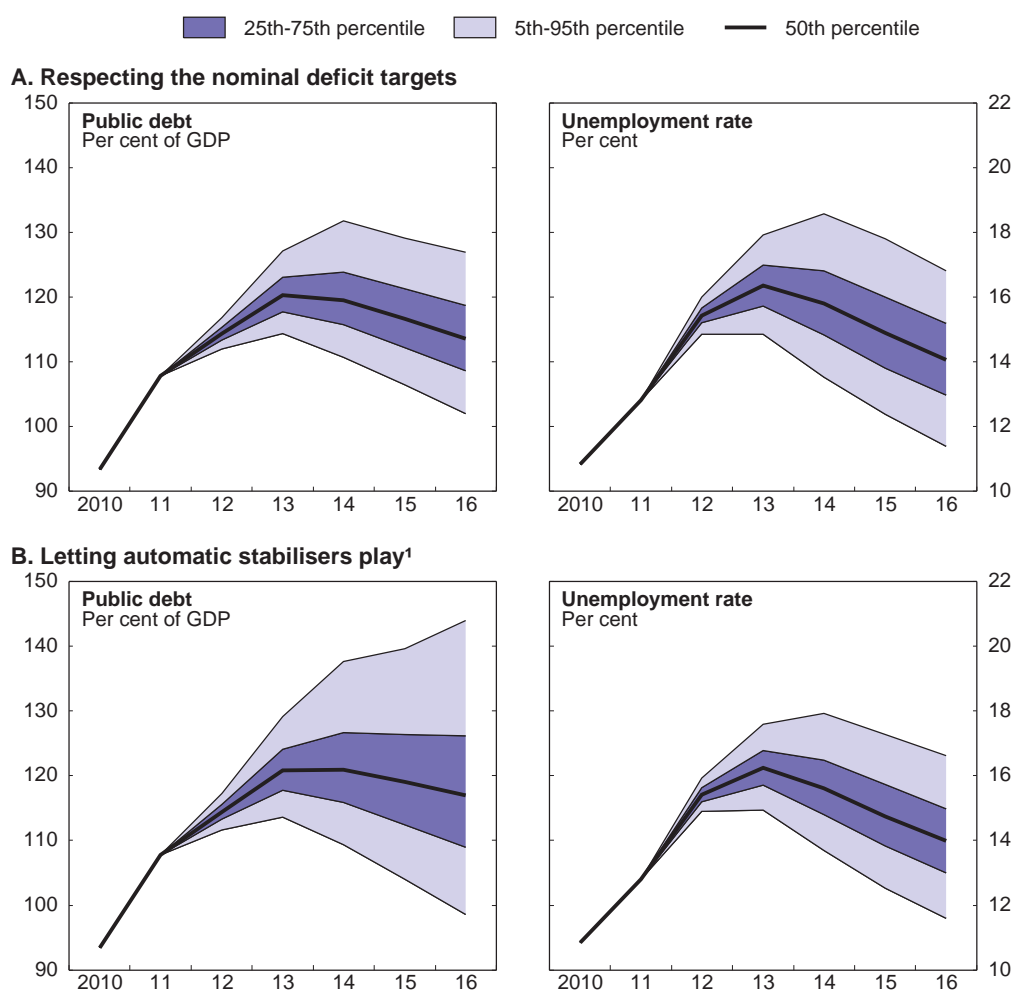 25th-75th percentile 5th-95th percentile 50th percentile
A. Respecting the nominal deficit targets
Public debt
Per cent of GDP
150
140
130
120
110
100
90
2010 11 12 13 14 15 16
Unemployment rate
Per cent
22
20
18
16
14
12
10
2010 11 12 13 14 15 16
B. Letting automatic stabilisers play¹
Public debt
Per cent of GDP
150
140
130
120
110
100
90
2010 11 12 13 14 15 16
Unemployment rate
Per cent
22
20
18
16
14
12
10
2010 11 12 13 14 15 16